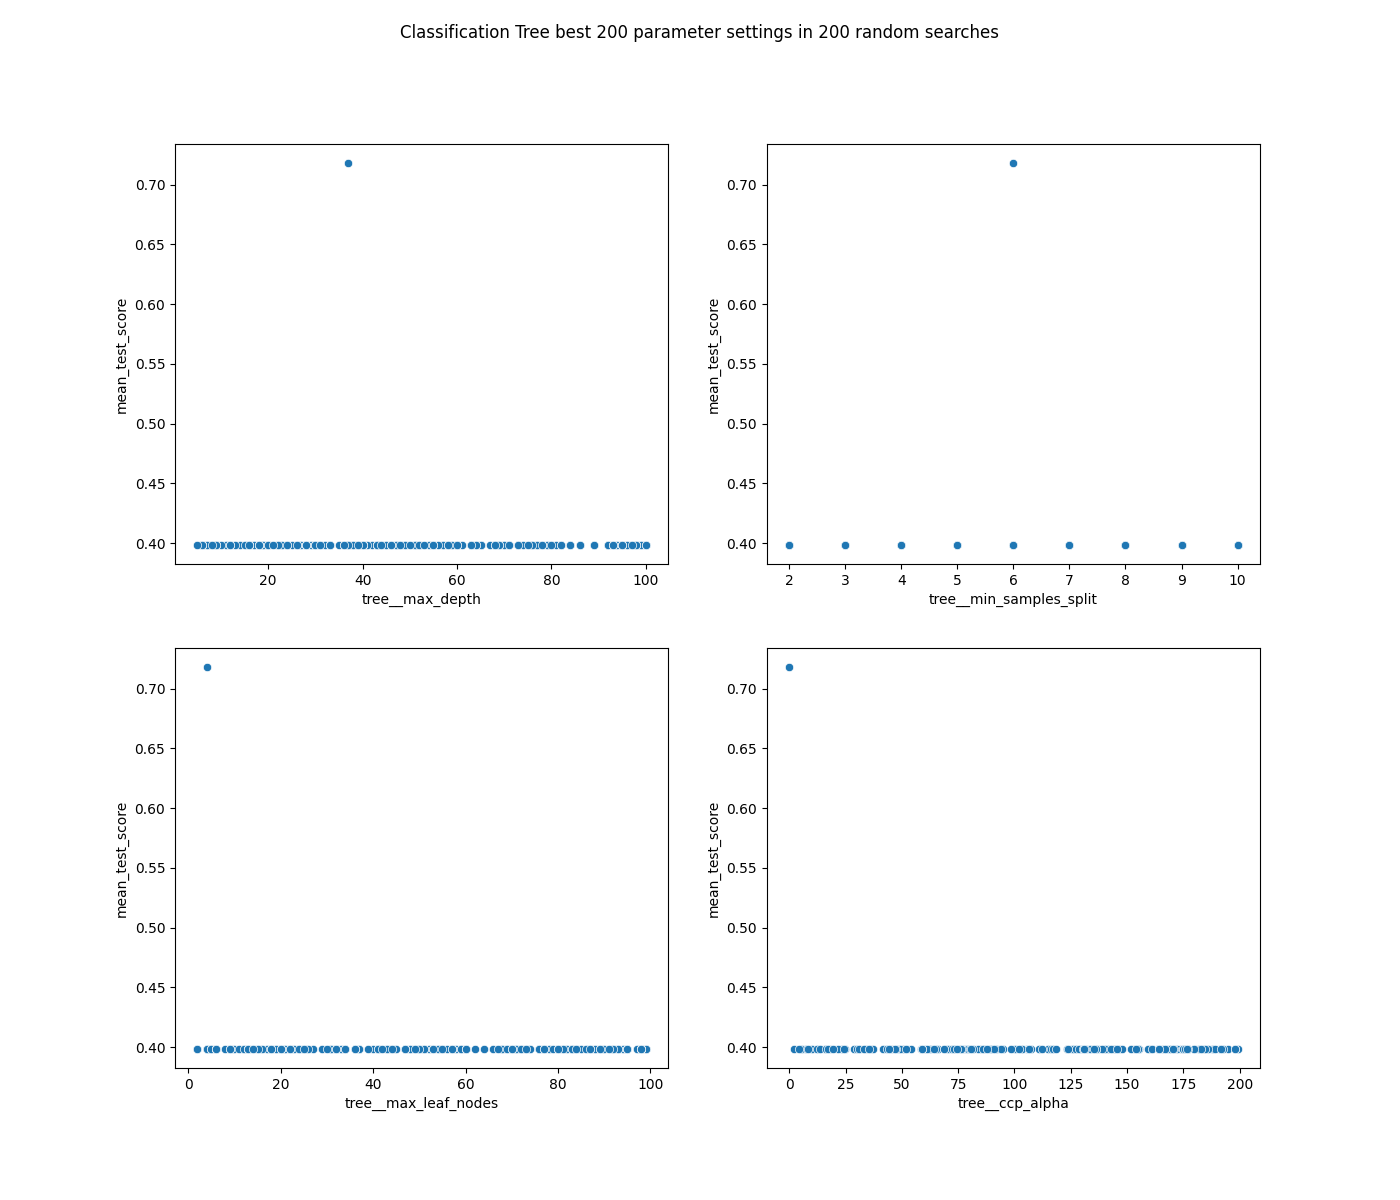 Classification Tree best 200 parameter settings in 200 random searches
0.70
0.65
0.60
0.55
0.50
0.45
0.40
mean_test_score
20 40 60 80 100
tree__max_depth
0.70
0.65
0.60
0.55
0.50
0.45
0.40
mean_test_score
2 3 4 5 6 7 8 9 10
tree__min_samples_split
0.70
0.65
0.60
0.55
0.50
0.45
0.40
mean_test_score
0 20 40 60 80 100
tree__max_leaf_nodes
0.70
0.65
0.60
0.55
0.50
0.45
0.40
mean_test_score
0 25 50 75 100 125 150 175 200
tree__ccp_alpha